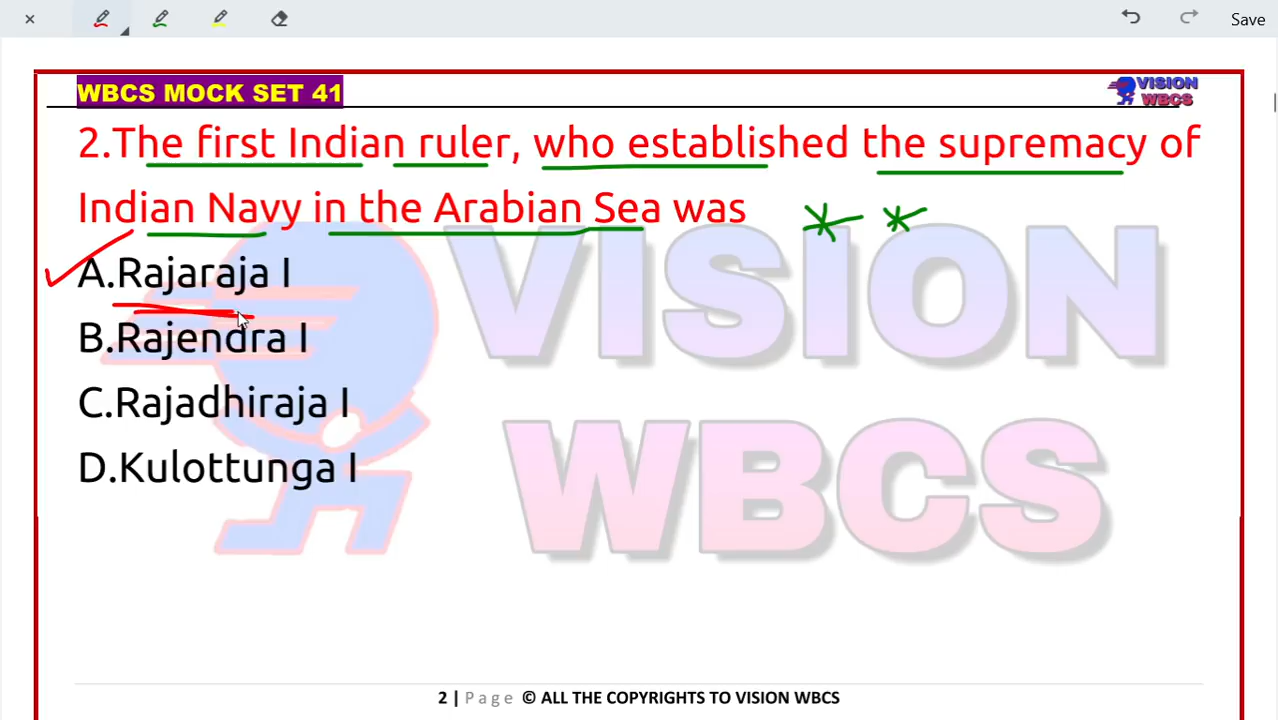 Save
WBCS MOCK SET 41
VISION
WBCS
2.The first Indian ruler, who established the supremacy of
Indian Navy in the Arabian Sea was
A.Rajaraja I
B.Rajendra I
C.Rajadhiraja I
D.Kulottunga I
VISION
WBCS
2 | Page © ALL THE COPYRIGHTS TO VISION WBCS